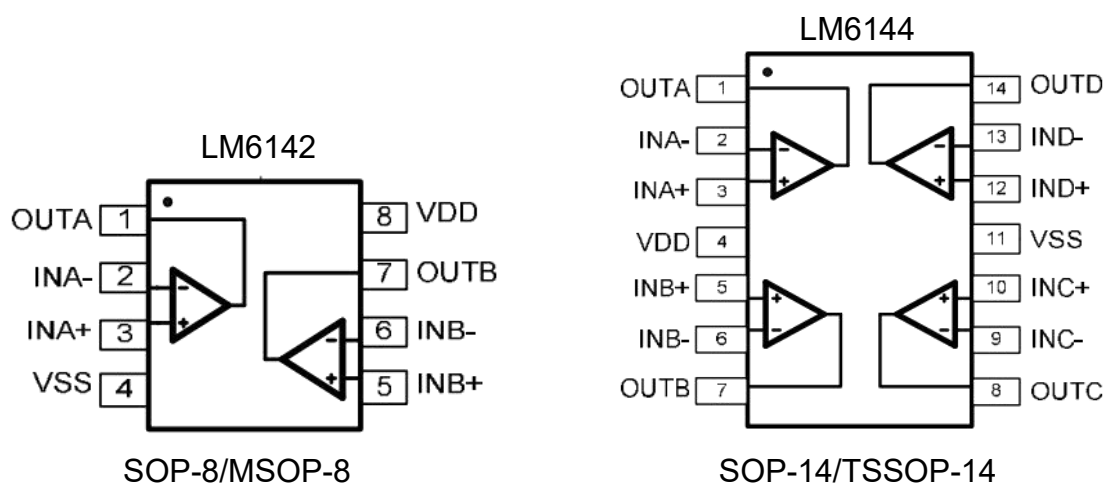 LM6142
OUTA 1
INA- 2
INA+ 3
VSS 4
8 VDD
7 OUTB
6 INB-
5 INB+
- +
- +
SOP-8/MSOP-8
LM6144
OUTA 1
INA- 2
INA+ 3
VDD 4
INB+ 5
INB- 6
OUTB 7
14 OUTD
13 IND-
12 IND+
11 VSS
10 INC+
9 INC-
8 OUTC
- +
- +
+ -
+ -
SOP-14/TSSOP-14